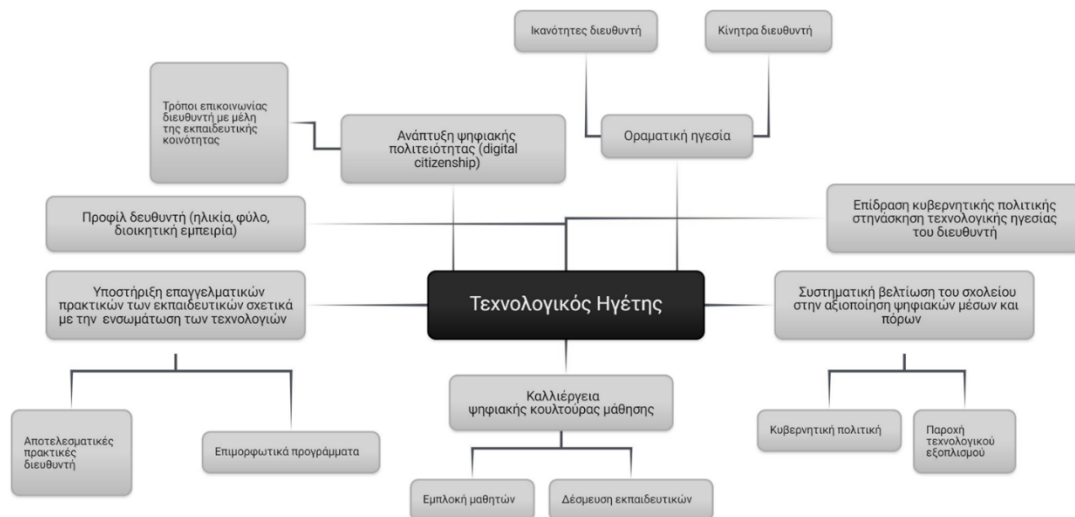 Ικανότητες διευθυντή
Κίνητρα διευθυντή
Τρόποι επικοινωνίας
διευθυντή με μέλη
της εκπαιδευτικής
κοινότητας
Ανάπτυξη ψηφιακής
πολιτειότητας (digital
citizenship)
Οραματική ηγεσία
Προφίλ δευθυντή (ηλικία, φύλο,
διοικητική εμπειρία)
Επίδραση κυβερνητικής πολιτικής
στηνάσκηση τεχνολογικής ηγεσίας
του διευθυντή
Υποστήριξη επαγγελματικών
πρακτικών των εκπαιδευτικών σχετικά
με την ενσωμάτωση των τεχνολογιών
Τεχνολογικός Ηγέτης
Συστηματική βελτίωση του σχολείου
στην αξιοποίηση ψηφιακών μέσων και
πόρων
Καλλιέργεια
ψηφιακής κουλτούρας μάθησης
Αποτελεσματικές
πρακτικές
διευθυντή
Επιμορφωτικά προγράμματα
Κυβερνητική πολιτική
Παροχή
τεχνολογικού
εξοπλισμού
Εμπλοκή μαθητών
Δέσμευση εκπαιδευτικών